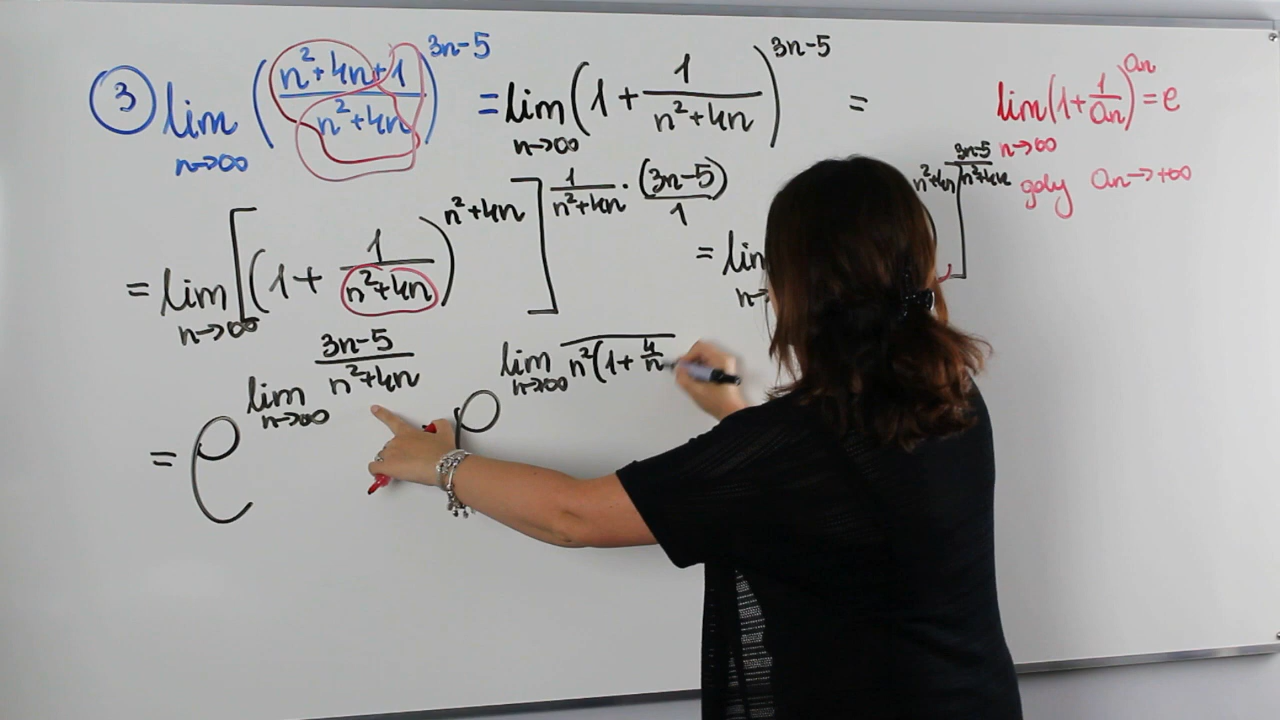 ③ lim n→∞ ((n²+4n+1)/(n²+4n))^(3n-5) = lim n→∞ (1 + 1/(n²+4n))^(3n-5) =
lim n→∞ (1+1/an)^an = e
gdy an→+∞
= lim n→∞ [(1 + 1/(n²+4n))^(n²+4n)]^(1/(n²+4n) · (3n-5)/1)
= lim n→ n²+4n ] (3n-5)/(n²+4n)
= e^(lim n→∞ (3n-5)/(n²+4n)) e^(lim n→∞ /n²(1+4/n